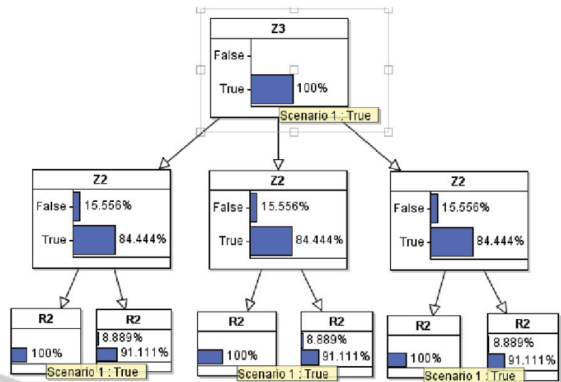 Z3
False
True 100%
Scenario 1 : True
Z2 Z2 Z2
False 15.556% False 15.556% False 15.556%
True 84.444% True 84.444% True 84.444%
R2 R2 R2 R2 R2 R2
8.889% 8.889% 8.889%
100% 91.111% 100% 91.111% 100% 91.111%
Scenario 1 : True Scenario 1 : True Scenario 1 : True